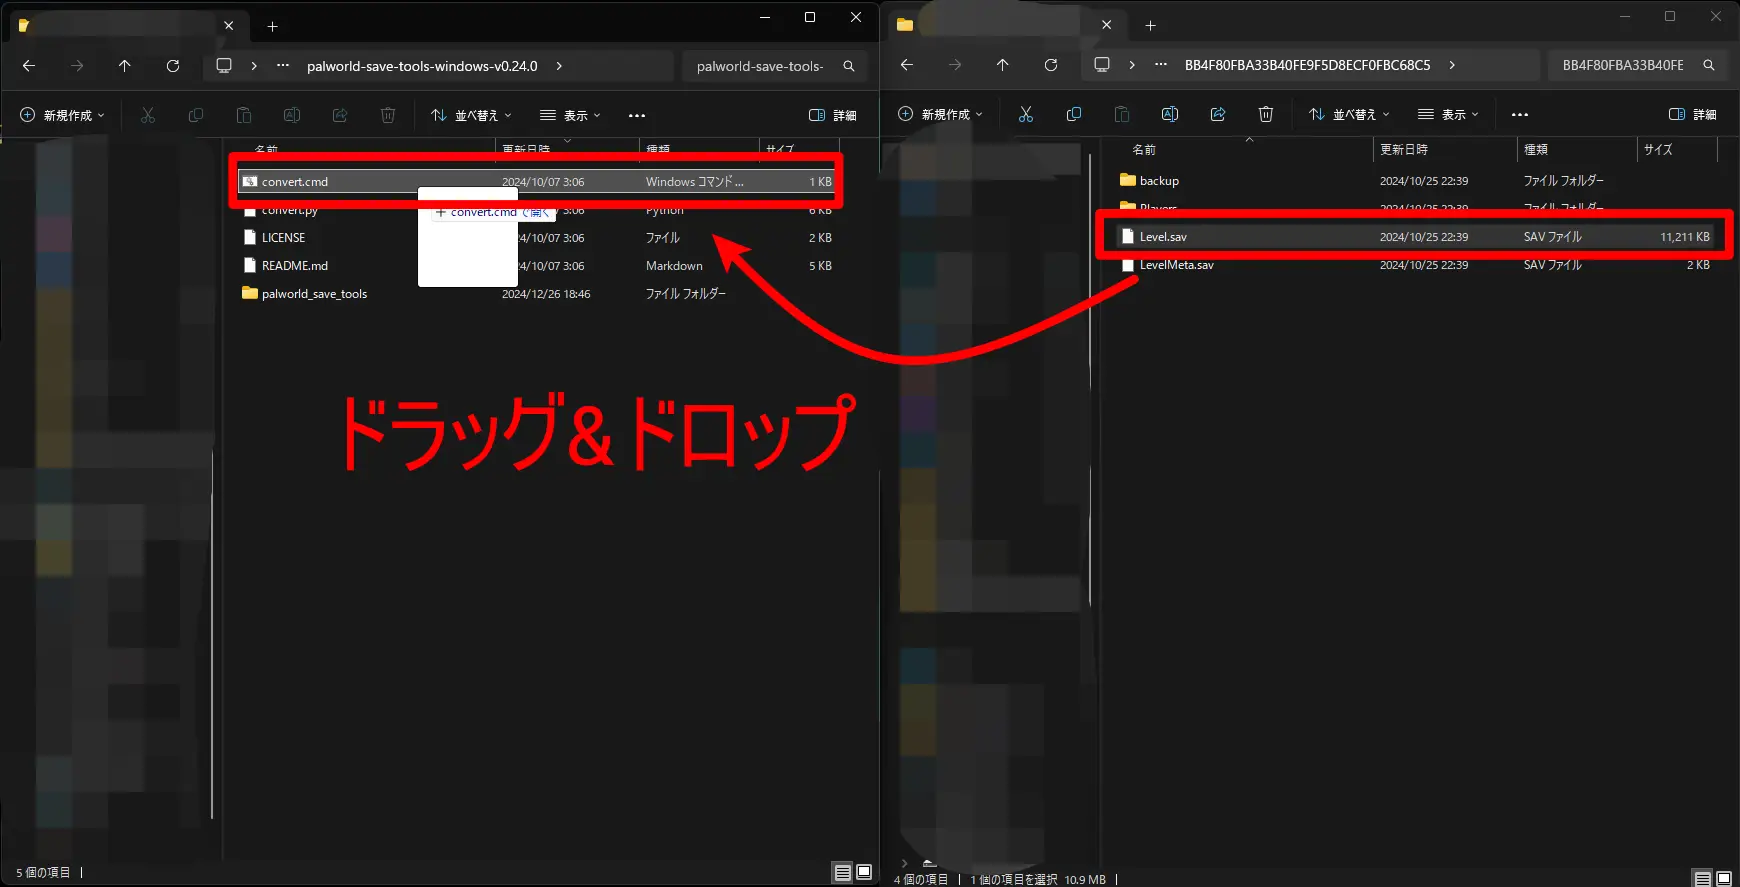 palworld-save-tools-windows-v0.24.0
palworld-save-tools-
新規作成
並べ替え
表示
詳細
名前 更新日時 種類 サイズ
convert.cmd 2024/10/07 3:06 Windows コマンド... 1 KB
convert.py 3:06 Python 6 KB
+ convert.cmd で開く
LICENSE 3:06 ファイル 2 KB
README.md 3:06 Markdown 5 KB
palworld_save_tools 2024/12/26 18:46 ファイル フォルダー
5 個の項目
BB4F80FBA33B40FE9F5D8ECF0FBC68C5
BB4F80FBA33B40FE
新規作成
並べ替え
表示
詳細
名前 更新日時 種類 サイズ
backup 2024/10/25 22:39 ファイル フォルダー
Players 2024/10/25 22:39 ファイル フォルダー
Level.sav 2024/10/25 22:39 SAV ファイル 11,211 KB
LevelMeta.sav 2024/10/25 22:39 SAV ファイル 2 KB
4 個の項目 1 個の項目を選択 10.9 MB
ドラッグ&ドロップ